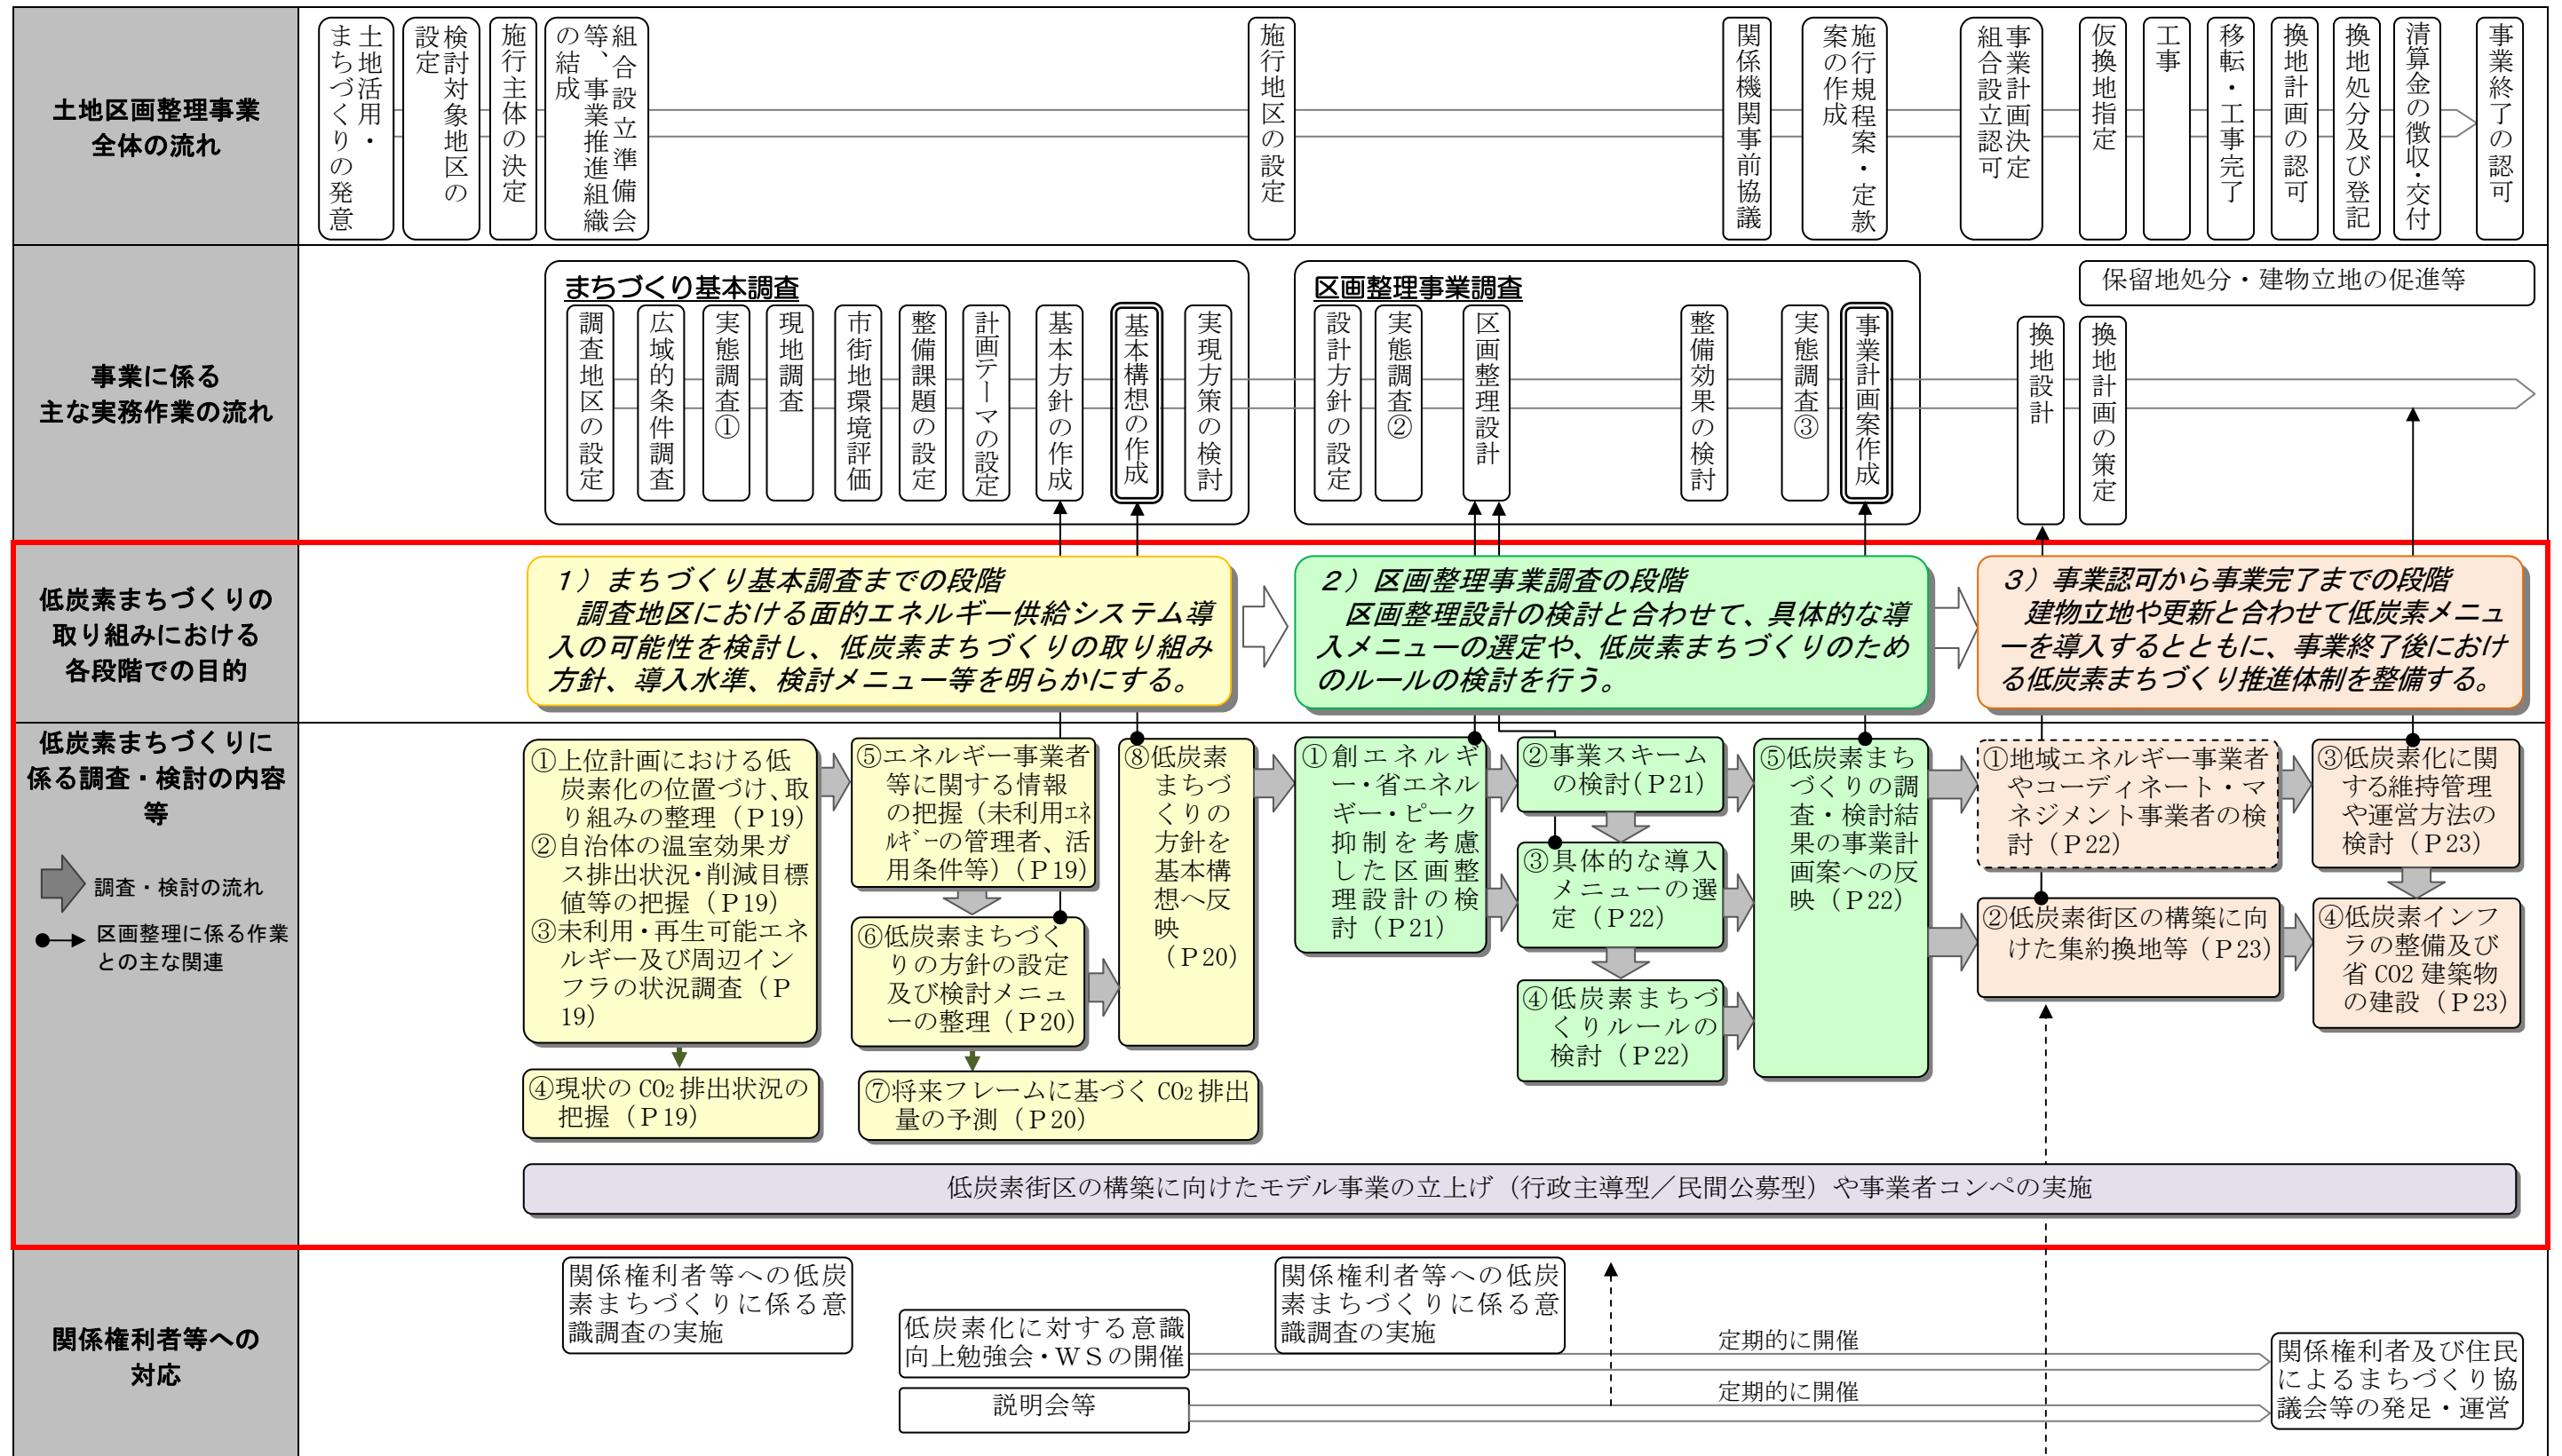 土地区画整理事業
全体の流れ
土地活用・
まちづくりの発意
検討対象地区の
設定
施行主体の決定
組合設立準備会
等、事業推進組織
の結成
施行地区の設定
関係機関事前協議
施行規程案・定款
案の作成
事業計画決定
組合設立認可
仮換地指定
工事
移転・工事完了
換地計画の認可
換地処分及び登記
清算金の徴収・交付
事業終了の認可
事業に係る
主な実務作業の流れ
まちづくり基本調査
調査地区の設定
広域的条件調査
実態調査①
現地調査
市街地環境評価
整備課題の設定
計画テーマの設定
基本方針の作成
基本構想の作成
実現方策の検討
区画整理事業調査
設計方針の設定
実態調査②
区画整理設計
整備効果の検討
実態調査③
事業計画案作成
保留地処分・建物立地の促進等
換地設計
換地計画の策定
低炭素まちづくりの
取り組みにおける
各段階での目的
1）まちづくり基本調査までの段階
調査地区における面的エネルギー供給システム導
入の可能性を検討し、低炭素まちづくりの取り組み
方針、導入水準、検討メニュー等を明らかにする。
2）区画整理事業調査の段階
区画整理設計の検討と合わせて、具体的な導
入メニューの選定や、低炭素まちづくりのため
のルールの検討を行う。
3）事業認可から事業完了までの段階
建物立地や更新と合わせて低炭素メニュ
ーを導入するとともに、事業終了後におけ
る低炭素まちづくり推進体制を整備する。
低炭素まちづくりに
係る調査・検討の内容
等
調査・検討の流れ
区画整理に係る作業
との主な関連
①上位計画における低
炭素化の位置づけ、取
り組みの整理（P19）
②自治体の温室効果ガ
ス排出状況・削減目標
値等の把握（P19）
③未利用・再生可能エネ
ルギー及び周辺イン
フラの状況調査（P
19）
④現状の CO2 排出状況の
把握（P19）
⑤エネルギー事業者
等に関する情報
の把握（未利用ｴﾈ
ﾙｷﾞｰの管理者、活
用条件等）（P19）
⑥低炭素まちづく
りの方針の設定
及び検討メニュ
ーの整理（P20）
⑦将来フレームに基づく CO2 排出
量の予測（P20）
⑧低炭素
まちづ
くりの
方針を
基本構
想へ反
映
（P20）
①創エネルギ
ー・省エネル
ギー・ピーク
抑制を考慮
した区画整
理設計の検
討（P21）
②事業スキーム
の検討（P21）
③具体的な導入
メニューの選
定（P22）
④低炭素まちづ
くりルールの
検討（P22）
⑤低炭素まち
づくりの調
査・検討結
果の事業計
画案への反
映（P22）
①地域エネルギー事業者
やコーディネート・マ
ネジメント事業者の検
討（P22）
②低炭素街区の構築に向
けた集約換地等（P23）
③低炭素化に関
する維持管理
や運営方法の
検討（P23）
④低炭素インフ
ラの整備及び
省 CO2 建築物
の建設（P23）
低炭素街区の構築に向けたモデル事業の立上げ（行政主導型／民間公募型）や事業者コンペの実施
関係権利者等への
対応
関係権利者等への低炭
素まちづくりに係る意
識調査の実施
低炭素化に対する意識
向上勉強会・WSの開催
説明会等
関係権利者等への低炭
素まちづくりに係る意
識調査の実施
定期的に開催
定期的に開催
関係権利者及び住民
によるまちづくり協
議会等の発足・運営